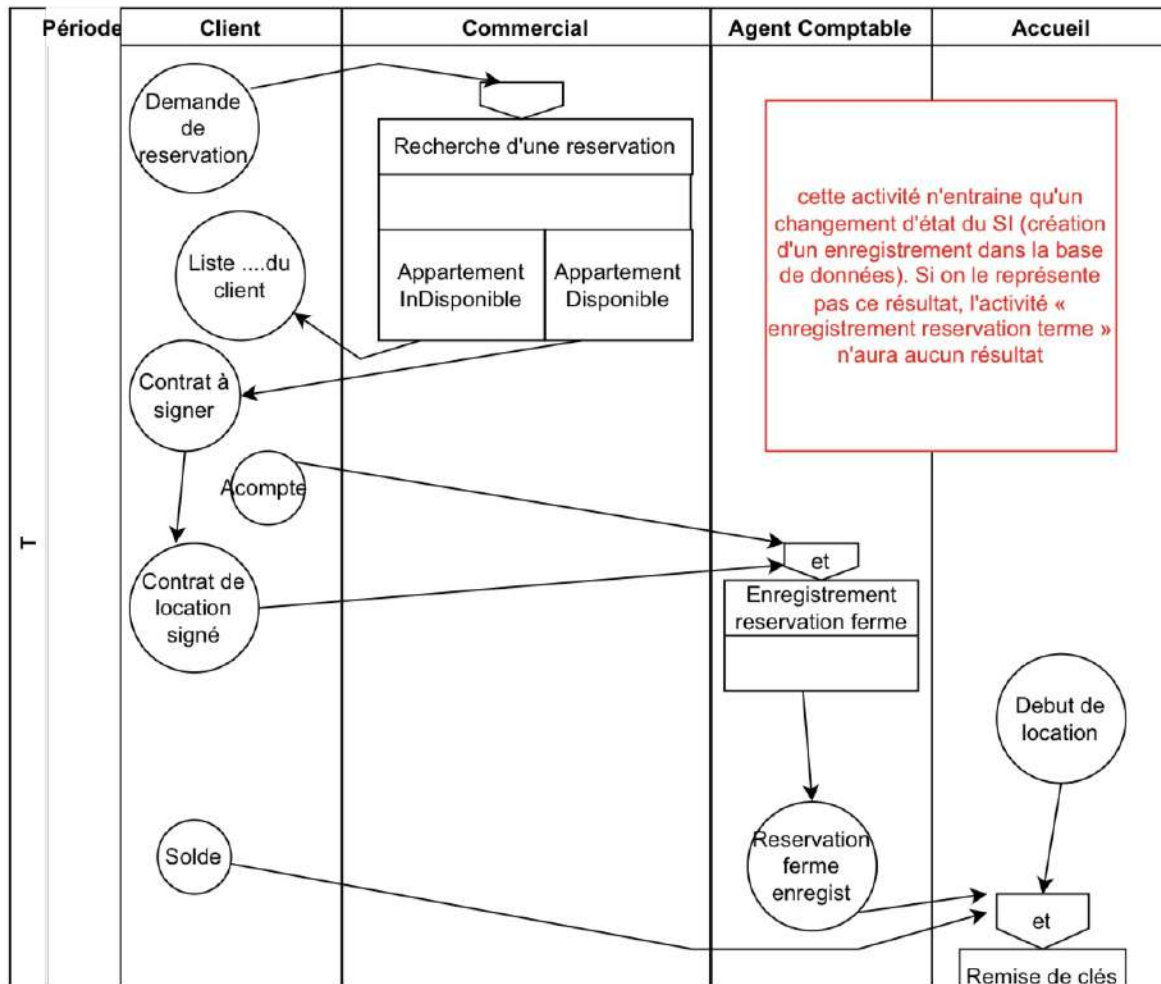 Période
Client
Commercial
Agent Comptable
Accueil
T
Demande
de
reservation
Recherche d'une reservation
Appartement
InDisponible
Appartement
Disponible
Liste ....du
client
cette activité n'entraine qu'un
changement d'état du SI (création
d'un enregistrement dans la base
de données). Si on le représente
pas ce résultat, l'activité «
enregistrement reservation terme »
n'aura aucun résultat
Contrat à
signer
Acompte
Contrat de
location
signé
et
Enregistrement
reservation ferme
Debut de
location
Solde
Reservation
ferme
enregist
et
Remise de clés